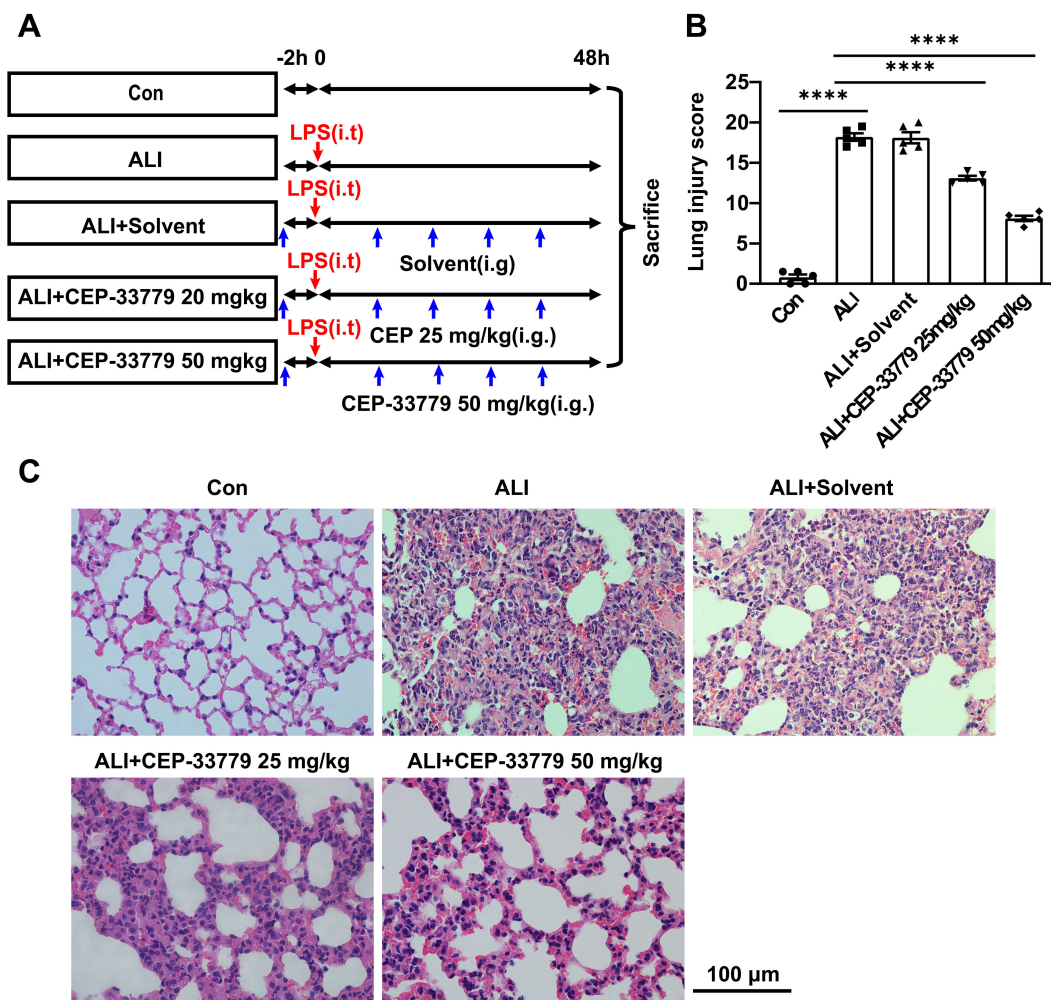 A
-2h 0 48h
Con
LPS(i.t)
ALI
LPS(i.t)
ALI+Solvent
Solvent(i.g)
LPS(i.t)
ALI+CEP-33779 20 mgkg
CEP 25 mg/kg(i.g.)
LPS(i.t)
ALI+CEP-33779 50 mgkg
CEP-33779 50 mg/kg(i.g.)
Sacrifice
B
****
****
****
Lung injury score
25
20
15
10
5
0
Con
ALI
ALI+Solvent
ALI+CEP-33779 25mg/kg
ALI+CEP-33779 50mg/kg
C
Con ALI ALI+Solvent
ALI+CEP-33779 25 mg/kg ALI+CEP-33779 50 mg/kg
100 µm